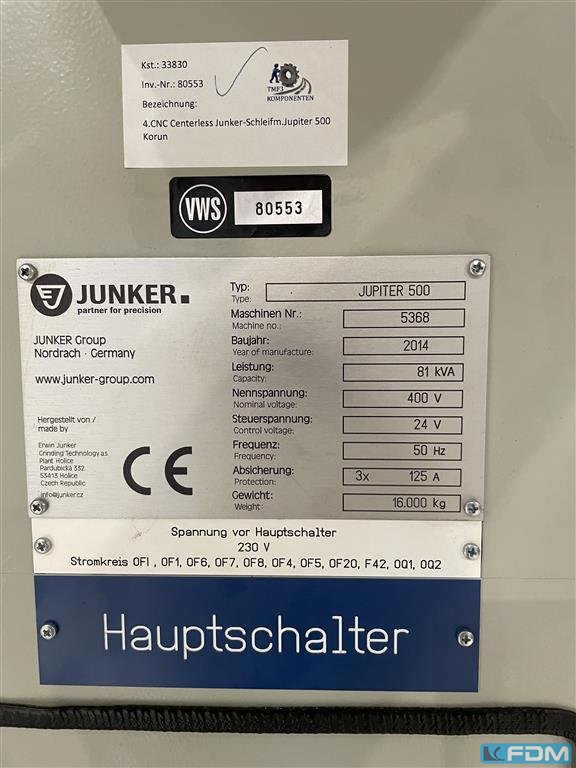 Kst.: 33830
Inv.-Nr.: 80553
Bezeichnung:
TMF3
KOMPONENTEN
4.CNC Centerless Junker-Schleifm.Jupiter 500
Korun
VWS 80553
JUNKER.
partner for precision
JUNKER Group
Nordrach · Germany
www.junker-group.com
Hergestellt von /
made by
Erwin Junker
Grinding Technology a.s
Plant Holice
Pardubická 332
53413 Holice
Czech Republic
info@junker.cz
CE
Typ: JUPITER 500
Type:
Maschinen Nr.: 5368
Machine no.:
Baujahr: 2014
Year of manufacture:
Leistung: 81 kVA
Capacity:
Nennspannung: 400 V
Nominal voltage:
Steuerspannung: 24 V
Control voltage:
Frequenz: 50 Hz
Frequency:
Absicherung: 3x 125 A
Protection:
Gewicht: 16.000 kg
Weight:
Spannung vor Hauptschalter
230 V
Stromkreis 0F1 , 0F1, 0F6, 0F7, 0F8, 0F4, 0F5, 0F20, F42, 0Q1, 0Q2
Hauptschalter
FDM